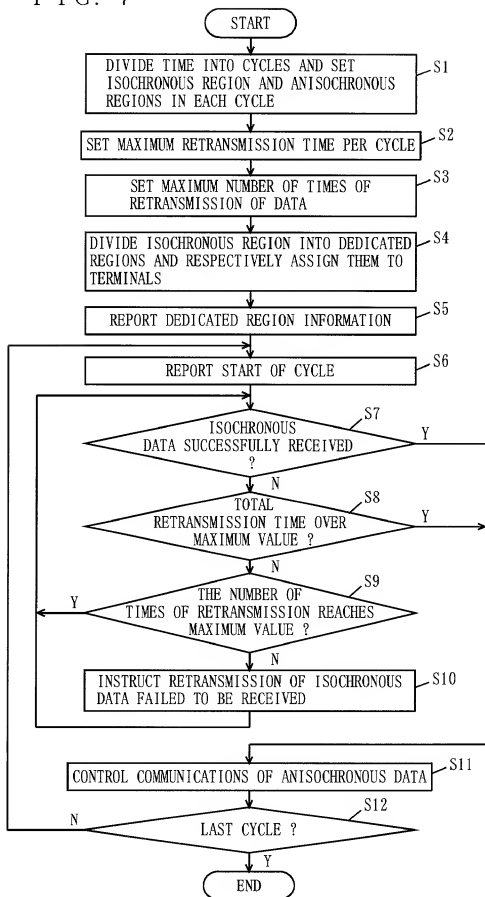 FIG. 7
START
DIVIDE TIME INTO CYCLES AND SET
ISOCHRONOUS REGION AND ANISOCHRONOUS
REGIONS IN EACH CYCLE
S1
SET MAXIMUM RETRANSMISSION TIME PER CYCLE
S2
SET MAXIMUM NUMBER OF TIMES OF
RETRANSMISSION OF DATA
S3
DIVIDE ISOCHRONOUS REGION INTO DEDICATED
REGIONS AND RESPECTIVELY ASSIGN THEM TO
TERMINALS
S4
REPORT DEDICATED REGION INFORMATION
S5
REPORT START OF CYCLE
S6
ISOCHRONOUS
DATA SUCCESSFULLY RECEIVED
?
S7
Y
N
TOTAL
RETRANSMISSION TIME OVER
MAXIMUM VALUE ?
S8
Y
N
THE NUMBER OF
TIMES OF RETRANSMISSION REACHES
MAXIMUM VALUE ?
S9
Y
N
INSTRUCT RETRANSMISSION OF ISOCHRONOUS
DATA FAILED TO BE RECEIVED
S10
CONTROL COMMUNICATIONS OF ANISOCHRONOUS DATA
S11
LAST CYCLE ?
S12
N
Y
END